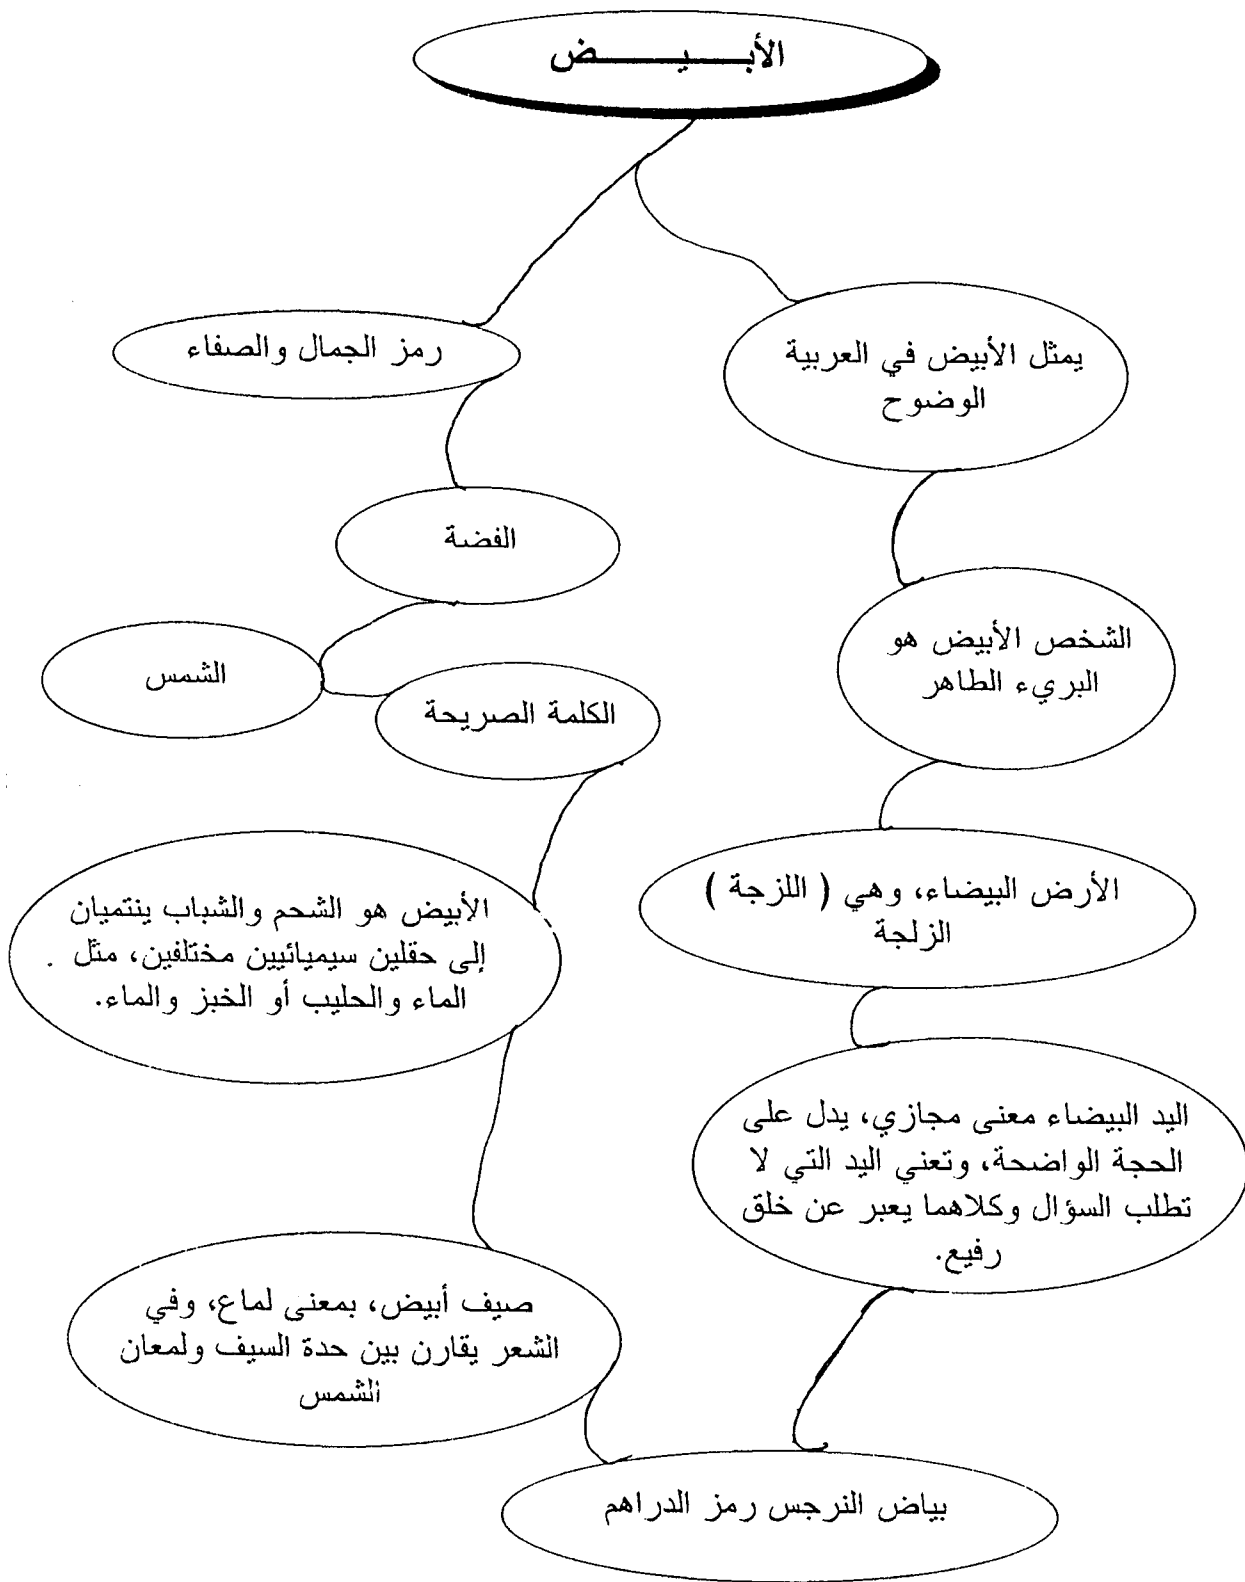 الأبـــيـــض
يمثل الأبيض في العربية
الوضوح
الشخص الأبيض هو
البريء الطاهر
الأرض البيضاء، وهي ( اللزجة )
الزلجة
اليد البيضاء معنى مجازي، يدل على
الحجة الواضحة، وتعني اليد التي لا
تطلب السؤال وكلاهما يعبر عن خلق
رفيع.
رمز الجمال والصفاء
الفضة
الشمس
الكلمة الصريحة
الأبيض هو الشحم والشباب ينتميان
إلى حقلين سيميائيين مختلفين، مثل
الماء والحليب أو الخبز والماء.
صيف أبيض، بمعنى لماع، وفي
الشعر يقارن بين حدة السيف ولمعان
الشمس
بياض النرجس رمز الدراهم